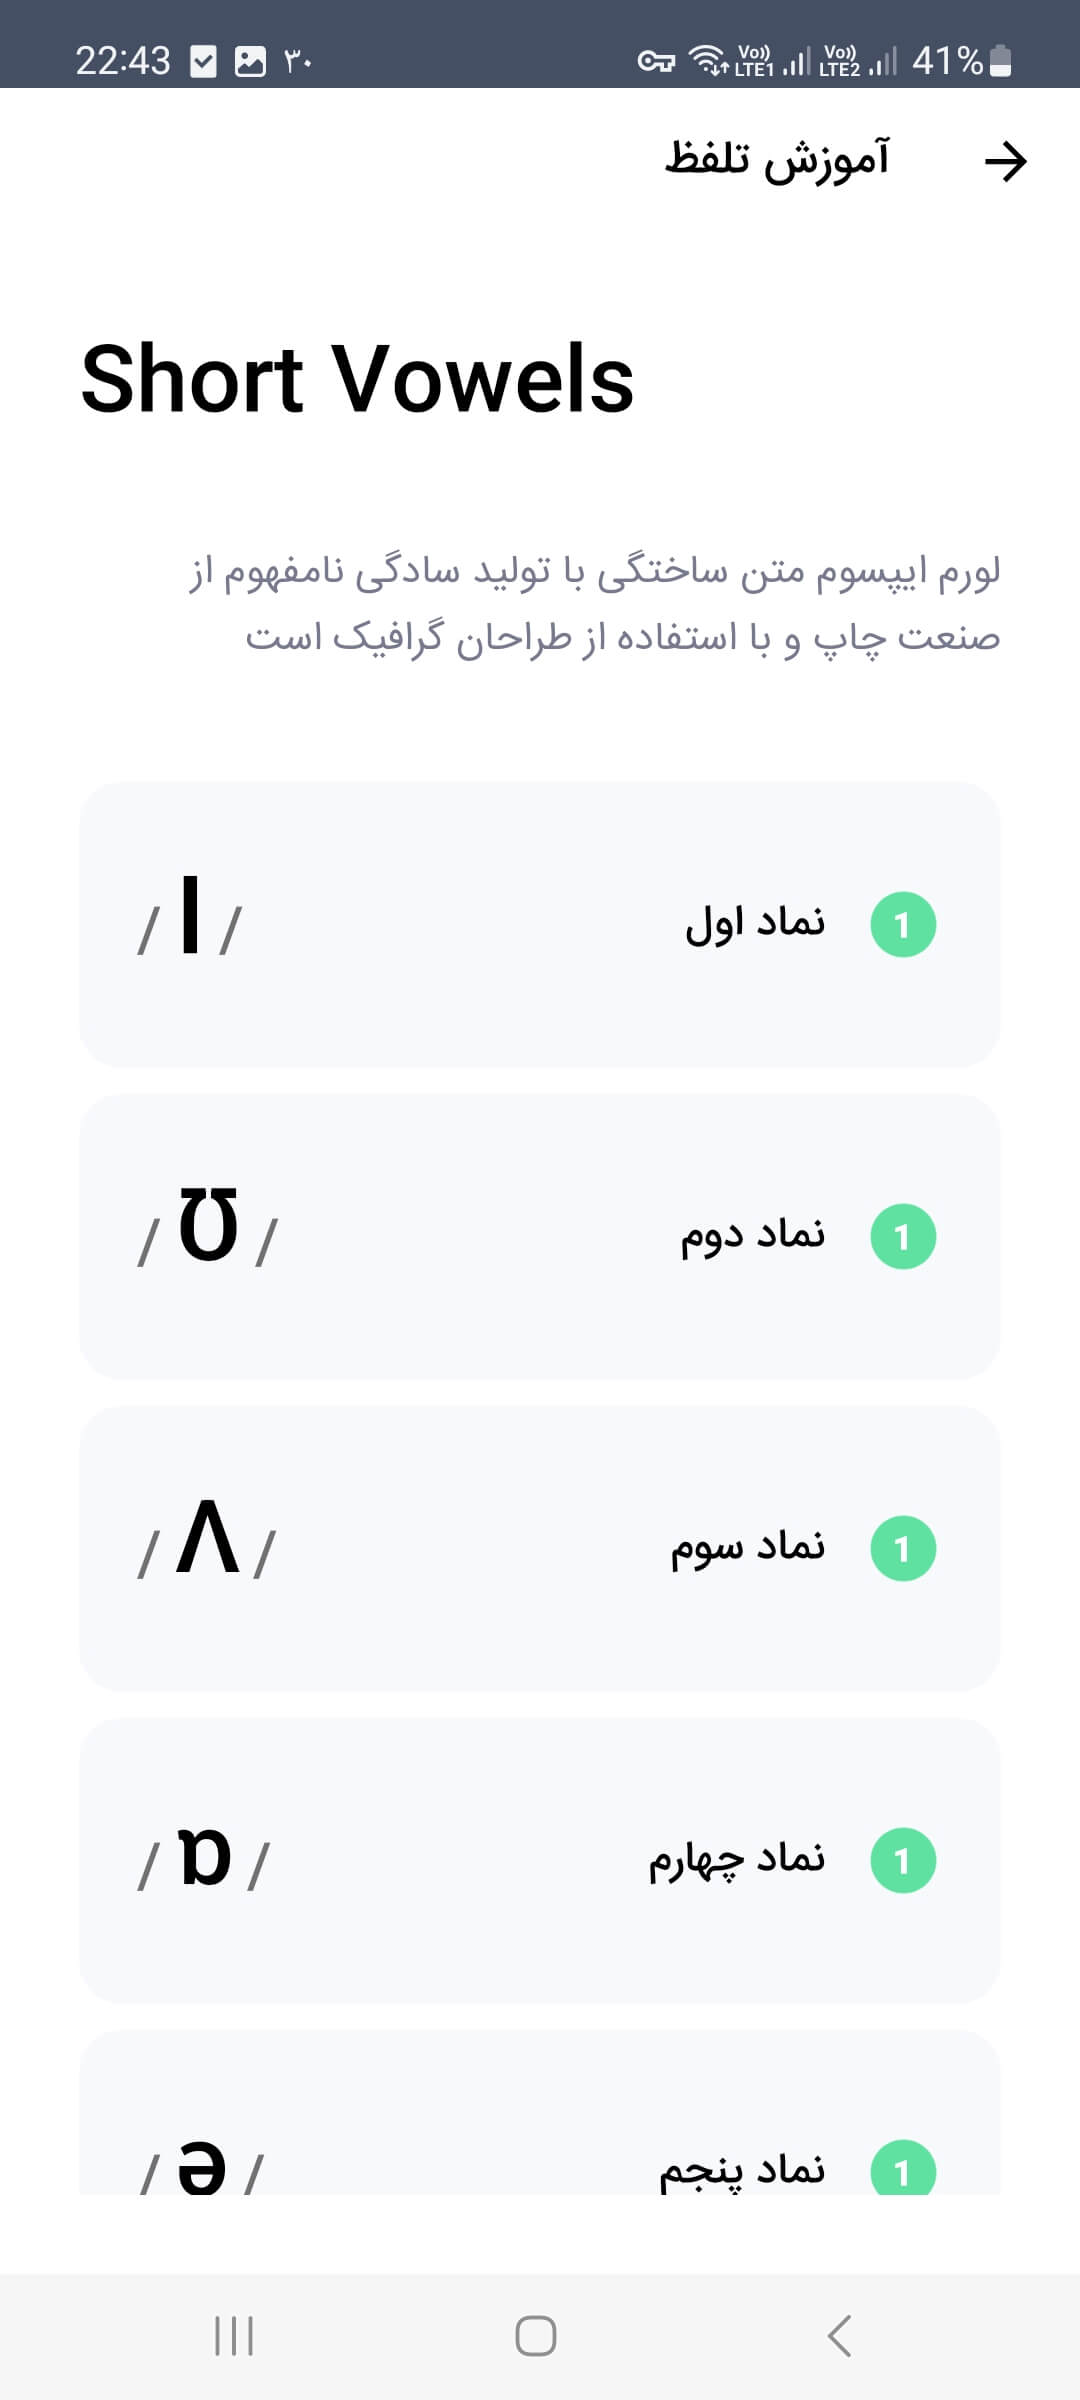 22:43 ۳۰ Vo)) LTE1 Vo)) LTE2 41%
آموزش تلفظ
Short Vowels
لورم ایپسوم متن ساختگی با تولید سادگی نامفهوم از
صنعت چاپ و با استفاده از طراحان گرافیک است
1 نماد اول / I /
1 نماد دوم / Ʊ /
1 نماد سوم / Λ /
1 نماد چهارم / ɒ /
1 نماد پنجم / ə /